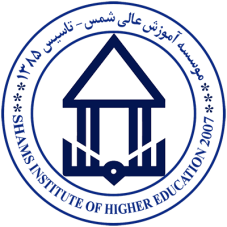 موسسه آموزش عالی شمس - تاسیس ۱۳۸۵
SHAMS INSTITUTE OF HIGHER EDUCATION 2007